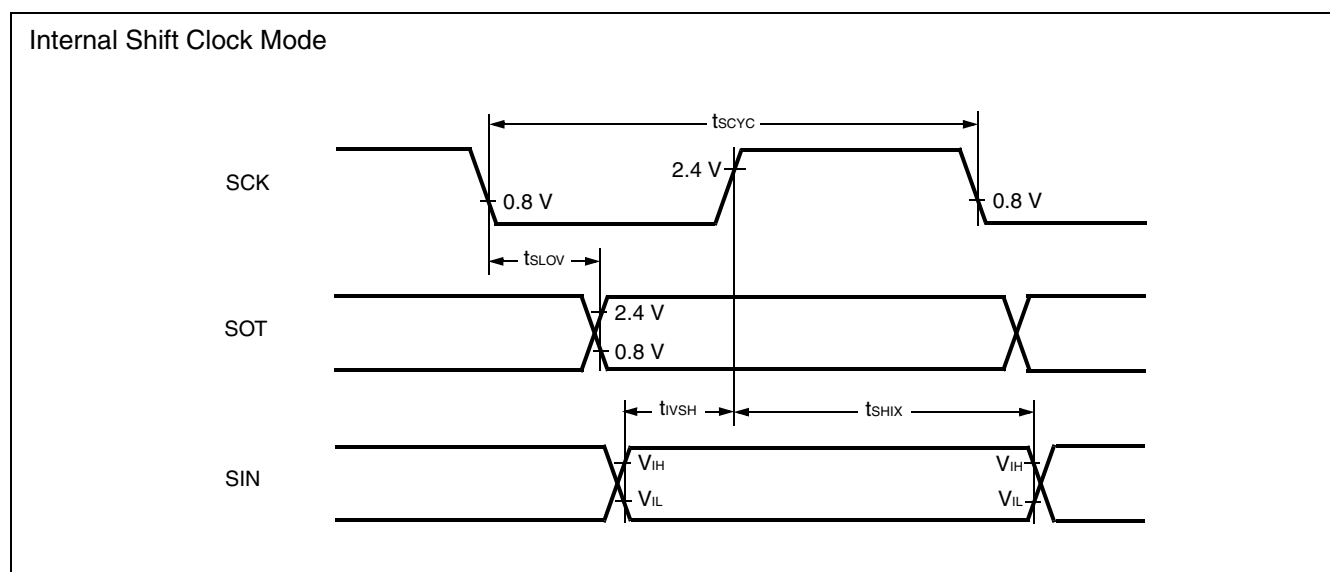 Internal Shift Clock Mode
tSCYC
SCK
2.4 V
0.8 V
0.8 V
tSLOV
SOT
2.4 V
0.8 V
tIVSH
tSHIX
SIN
VIH
VIH
VIL
VIL